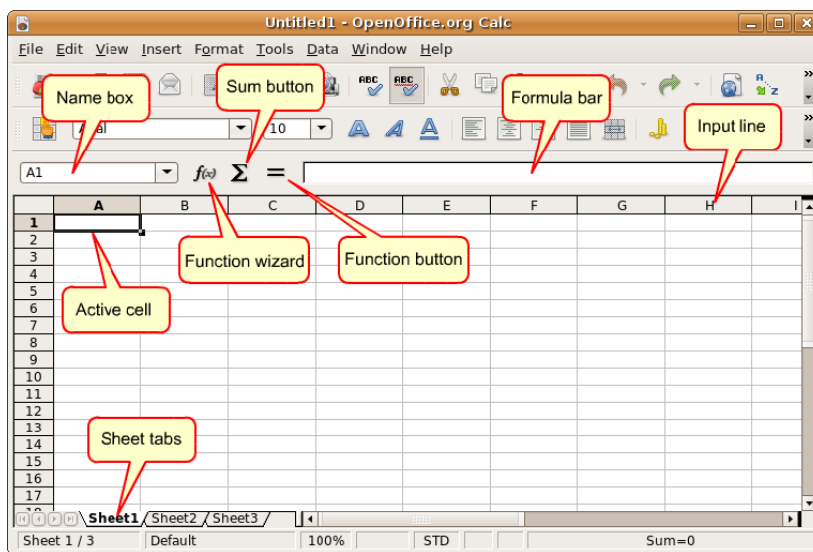 Untitled1 - OpenOffice.org Calc
File Edit View Insert Format Tools Data Window Help
Name box
Sum button
ABC ABC
Formula bar
A Z
10
Input line
A1
f(x) Σ =
A B C D E F G H I
1
2
3
Function wizard
Function button
4
5
Active cell
6
7
8
9
10
11
12
13
Sheet tabs
14
15
16
17
Sheet1 Sheet2 Sheet3
Sheet 1 / 3 Default 100% STD Sum=0